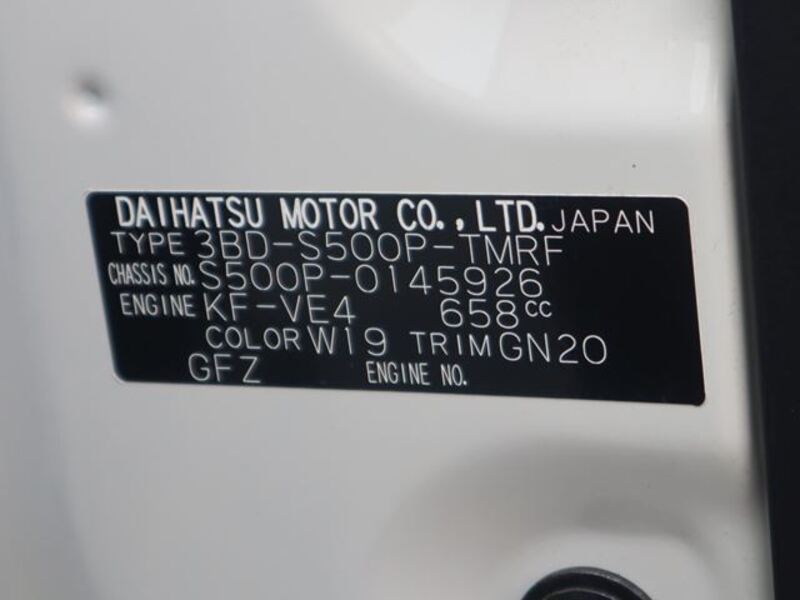 DAIHATSU MOTOR CO., LTD. JAPAN
TYPE 3BD-S500P-TMRF
CHASSIS NO. S500P-0145926
ENGINE KF-VE4 658cc
COLOR W19 TRIM GN20
GFZ ENGINE NO.